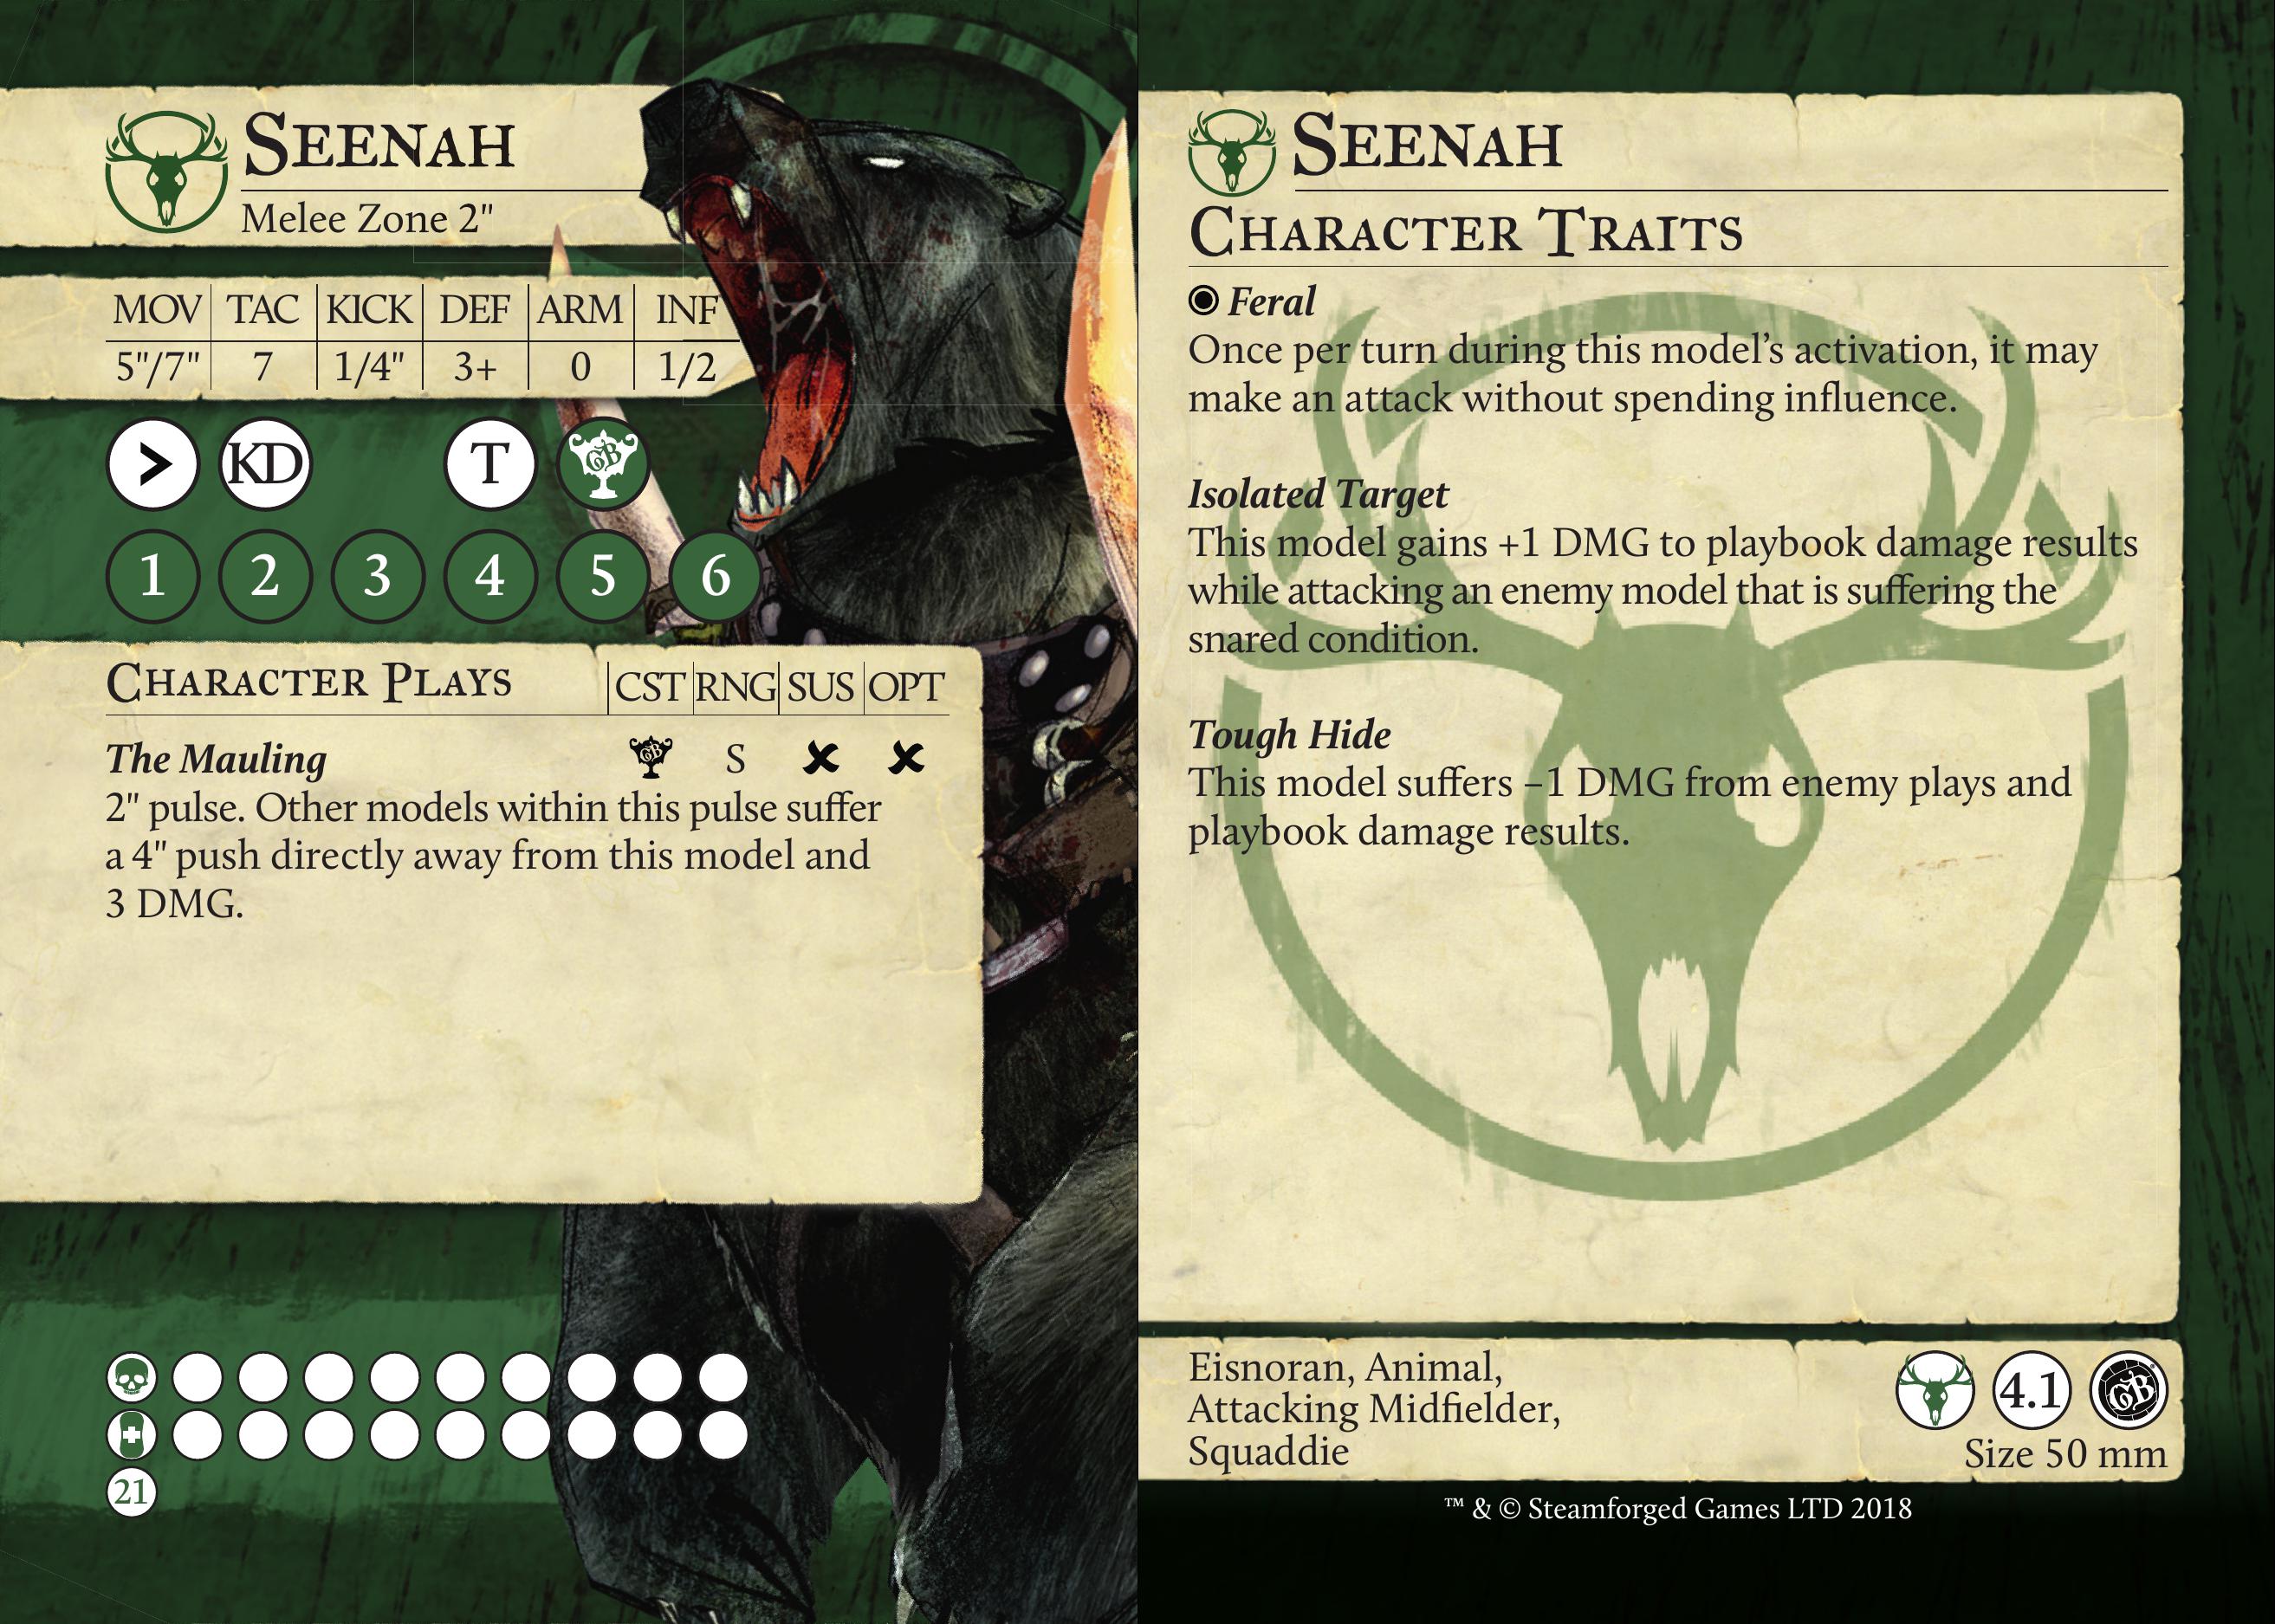 SEENAH
Melee Zone 2"
MOV TAC KICK DEF ARM INF
5"/7" 7 1/4" 3+ 0 1/2
> KD T GB
1 2 3 4 5 6
CHARACTER PLAYS CST RNG SUS OPT
The Mauling GB S ✘ ✘
2" pulse. Other models within this pulse suffer
a 4" push directly away from this model and
3 DMG.
21
SEENAH
CHARACTER TRAITS
Feral
Once per turn during this model’s activation, it may
make an attack without spending influence.
Isolated Target
This model gains +1 DMG to playbook damage results
while attacking an enemy model that is suffering the
snared condition.
Tough Hide
This model suffers –1 DMG from enemy plays and
playbook damage results.
Eisnoran, Animal,
Attacking Midfielder,
Squaddie
4.1 GB
Size 50 mm
™ & © Steamforged Games LTD 2018